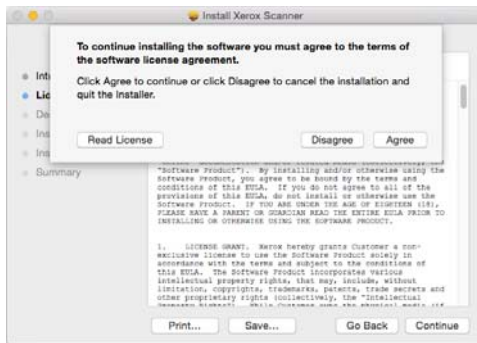 Install Xerox Scanner
To continue installing the software you must agree to the terms of
the software license agreement.
Click Agree to continue or click Disagree to cancel the installation and
quit the Installer.
Read License
Disagree
Agree
Int
Lic
De
Ins
Ins
Summary
"Software Product"). By installing and/or otherwise using the
Software Product, you agree to be bound by the terms and
conditions of this EULA. If you do not agree to all of the
provisions of this EULA, do not install or otherwise use the
Software Product. IF YOU ARE UNDER THE AGE OF EIGHTEEN (18),
PLEASE HAVE A PARENT OR GUARDIAN READ THE ENTIRE EULA PRIOR TO
INSTALLING OR OTHERWISE USING THE SOFTWARE PRODUCT.
1. LICENSE GRANT. Xerox hereby grants Customer a non-
exclusive license to use the Software Product solely in
accordance with the terms and subject to the conditions of
this EULA. The Software Product incorporates various
intellectual property rights, that may, include, without
limitation, copyrights, trademarks, patents, trade secrets and
other proprietary rights (collectively, the "Intellectual
Print...
Save...
Go Back
Continue